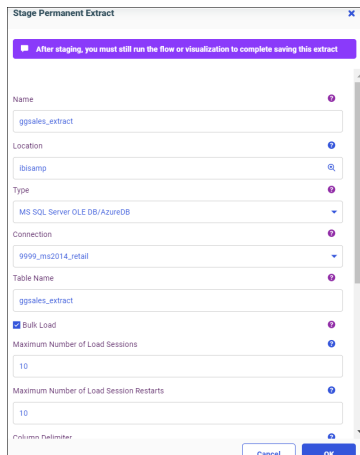 Stage Permanent Extract
After staging, you must still run the flow or visualization to complete saving this extract
Name
ggsales_extract
Location
ibisamp
Type
MS SQL Server OLE DB/AzureDB
Connection
9999_ms2014_retail
Table Name
ggsales_extract
Bulk Load
Maximum Number of Load Sessions
10
Maximum Number of Load Session Restarts
10
Column Delimiter
Cancel OK